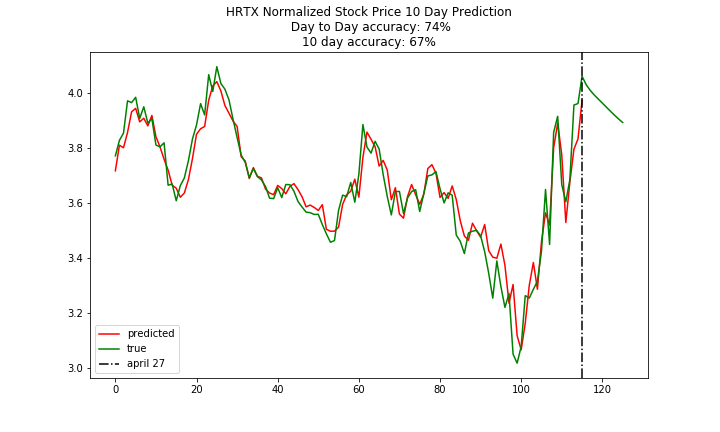 HRTX Normalized Stock Price 10 Day Prediction
Day to Day accuracy: 74%
10 day accuracy: 67%
4.0
3.8
3.6
3.4
3.2
3.0
predicted
true
april 27
0 20 40 60 80 100 120